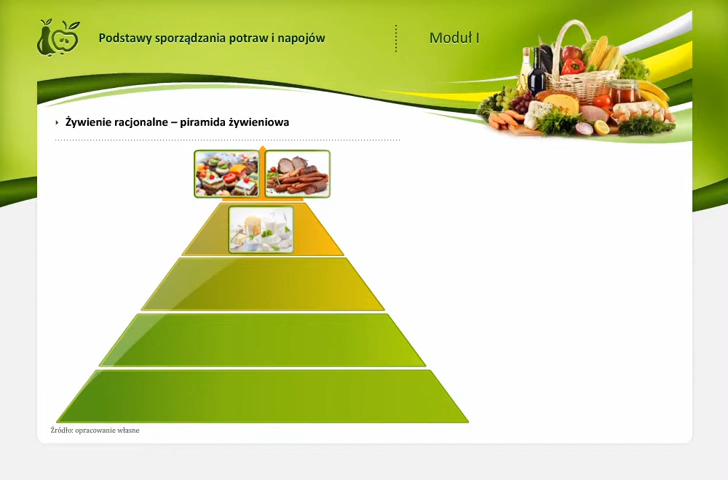 Podstawy sporządzania potraw i napojów
Moduł I
Żywienie racjonalne – piramida żywieniowa
Źródło: opracowanie własne